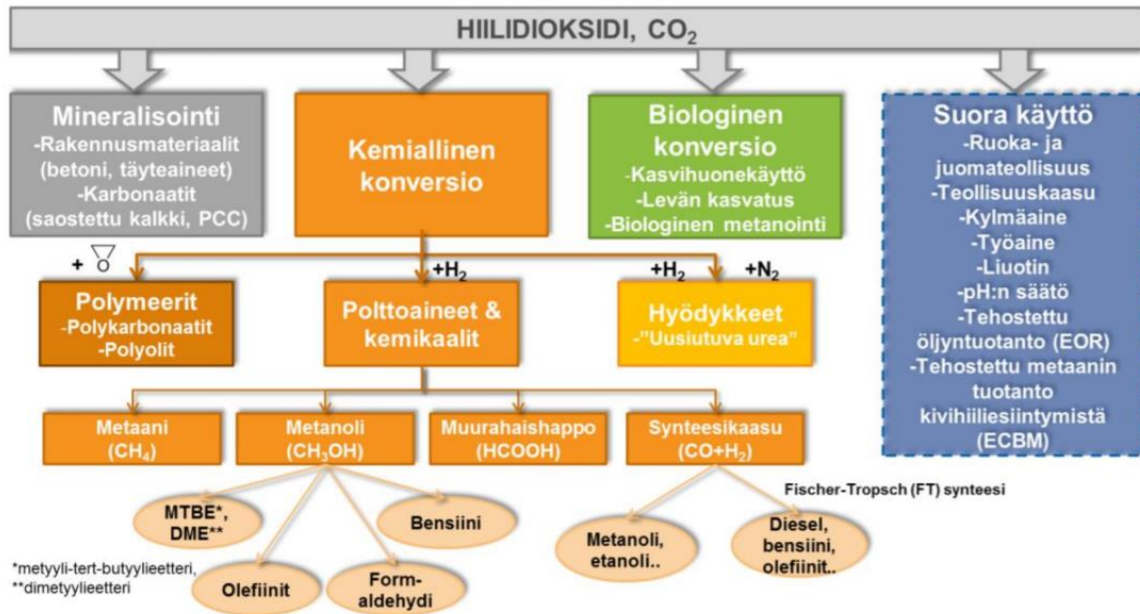 HIILIDIOKSIDI, CO₂
Mineralisointi
-Rakennusmateriaalit
(betoni, täyteaineet)
-Karbonaatit
(saostettu kalkki, PCC)
Kemiallinen
konversio
Biologinen
konversio
-Kasvihuonekäyttö
-Levän kasvatus
-Biologinen metanointi
Suora käyttö
-Ruoka- ja
juomateollisuus
-Teollisuuskaasu
-Kylmäaine
-Työaine
-Liuotin
-pH:n säätö
-Tehostettu
öljyntuotanto (EOR)
-Tehostettu metaanin
tuotanto
kivihiiliesiintymistä
(ECBM)
+ O
+H₂
+H₂ +N₂
Polymeerit
-Polykarbonaatit
-Polyolit
Polttoaineet &
kemikaalit
Hyödykkeet
-"Uusiutuva urea"
Metaani
(CH₄)
Metanoli
(CH₃OH)
Muurahaishappo
(HCOOH)
Synteesikaasu
(CO+H₂)
Fischer-Tropsch (FT) synteesi
MTBE*,
DME**
Bensiini
Metanoli,
etanoli..
Diesel,
bensiini,
olefiinit..
*metyyli-tert-butyylieetteri,
**dimetyylieetteri
Olefiinit
Form-
aldehydi